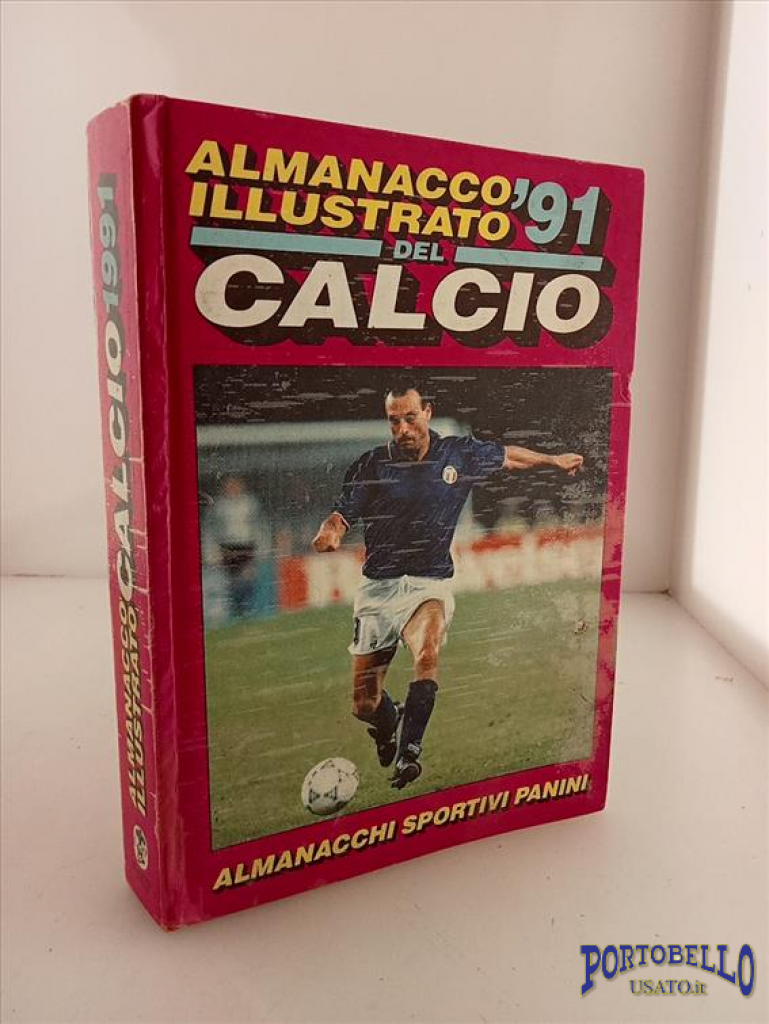 ALMANACCO
ILLUSTRATO '91
DEL
CALCIO
ALMANACCHI SPORTIVI PANINI
ALMANACCO
ILLUSTRATO CALCIO 1991
PORTOBELLO
USATO.it